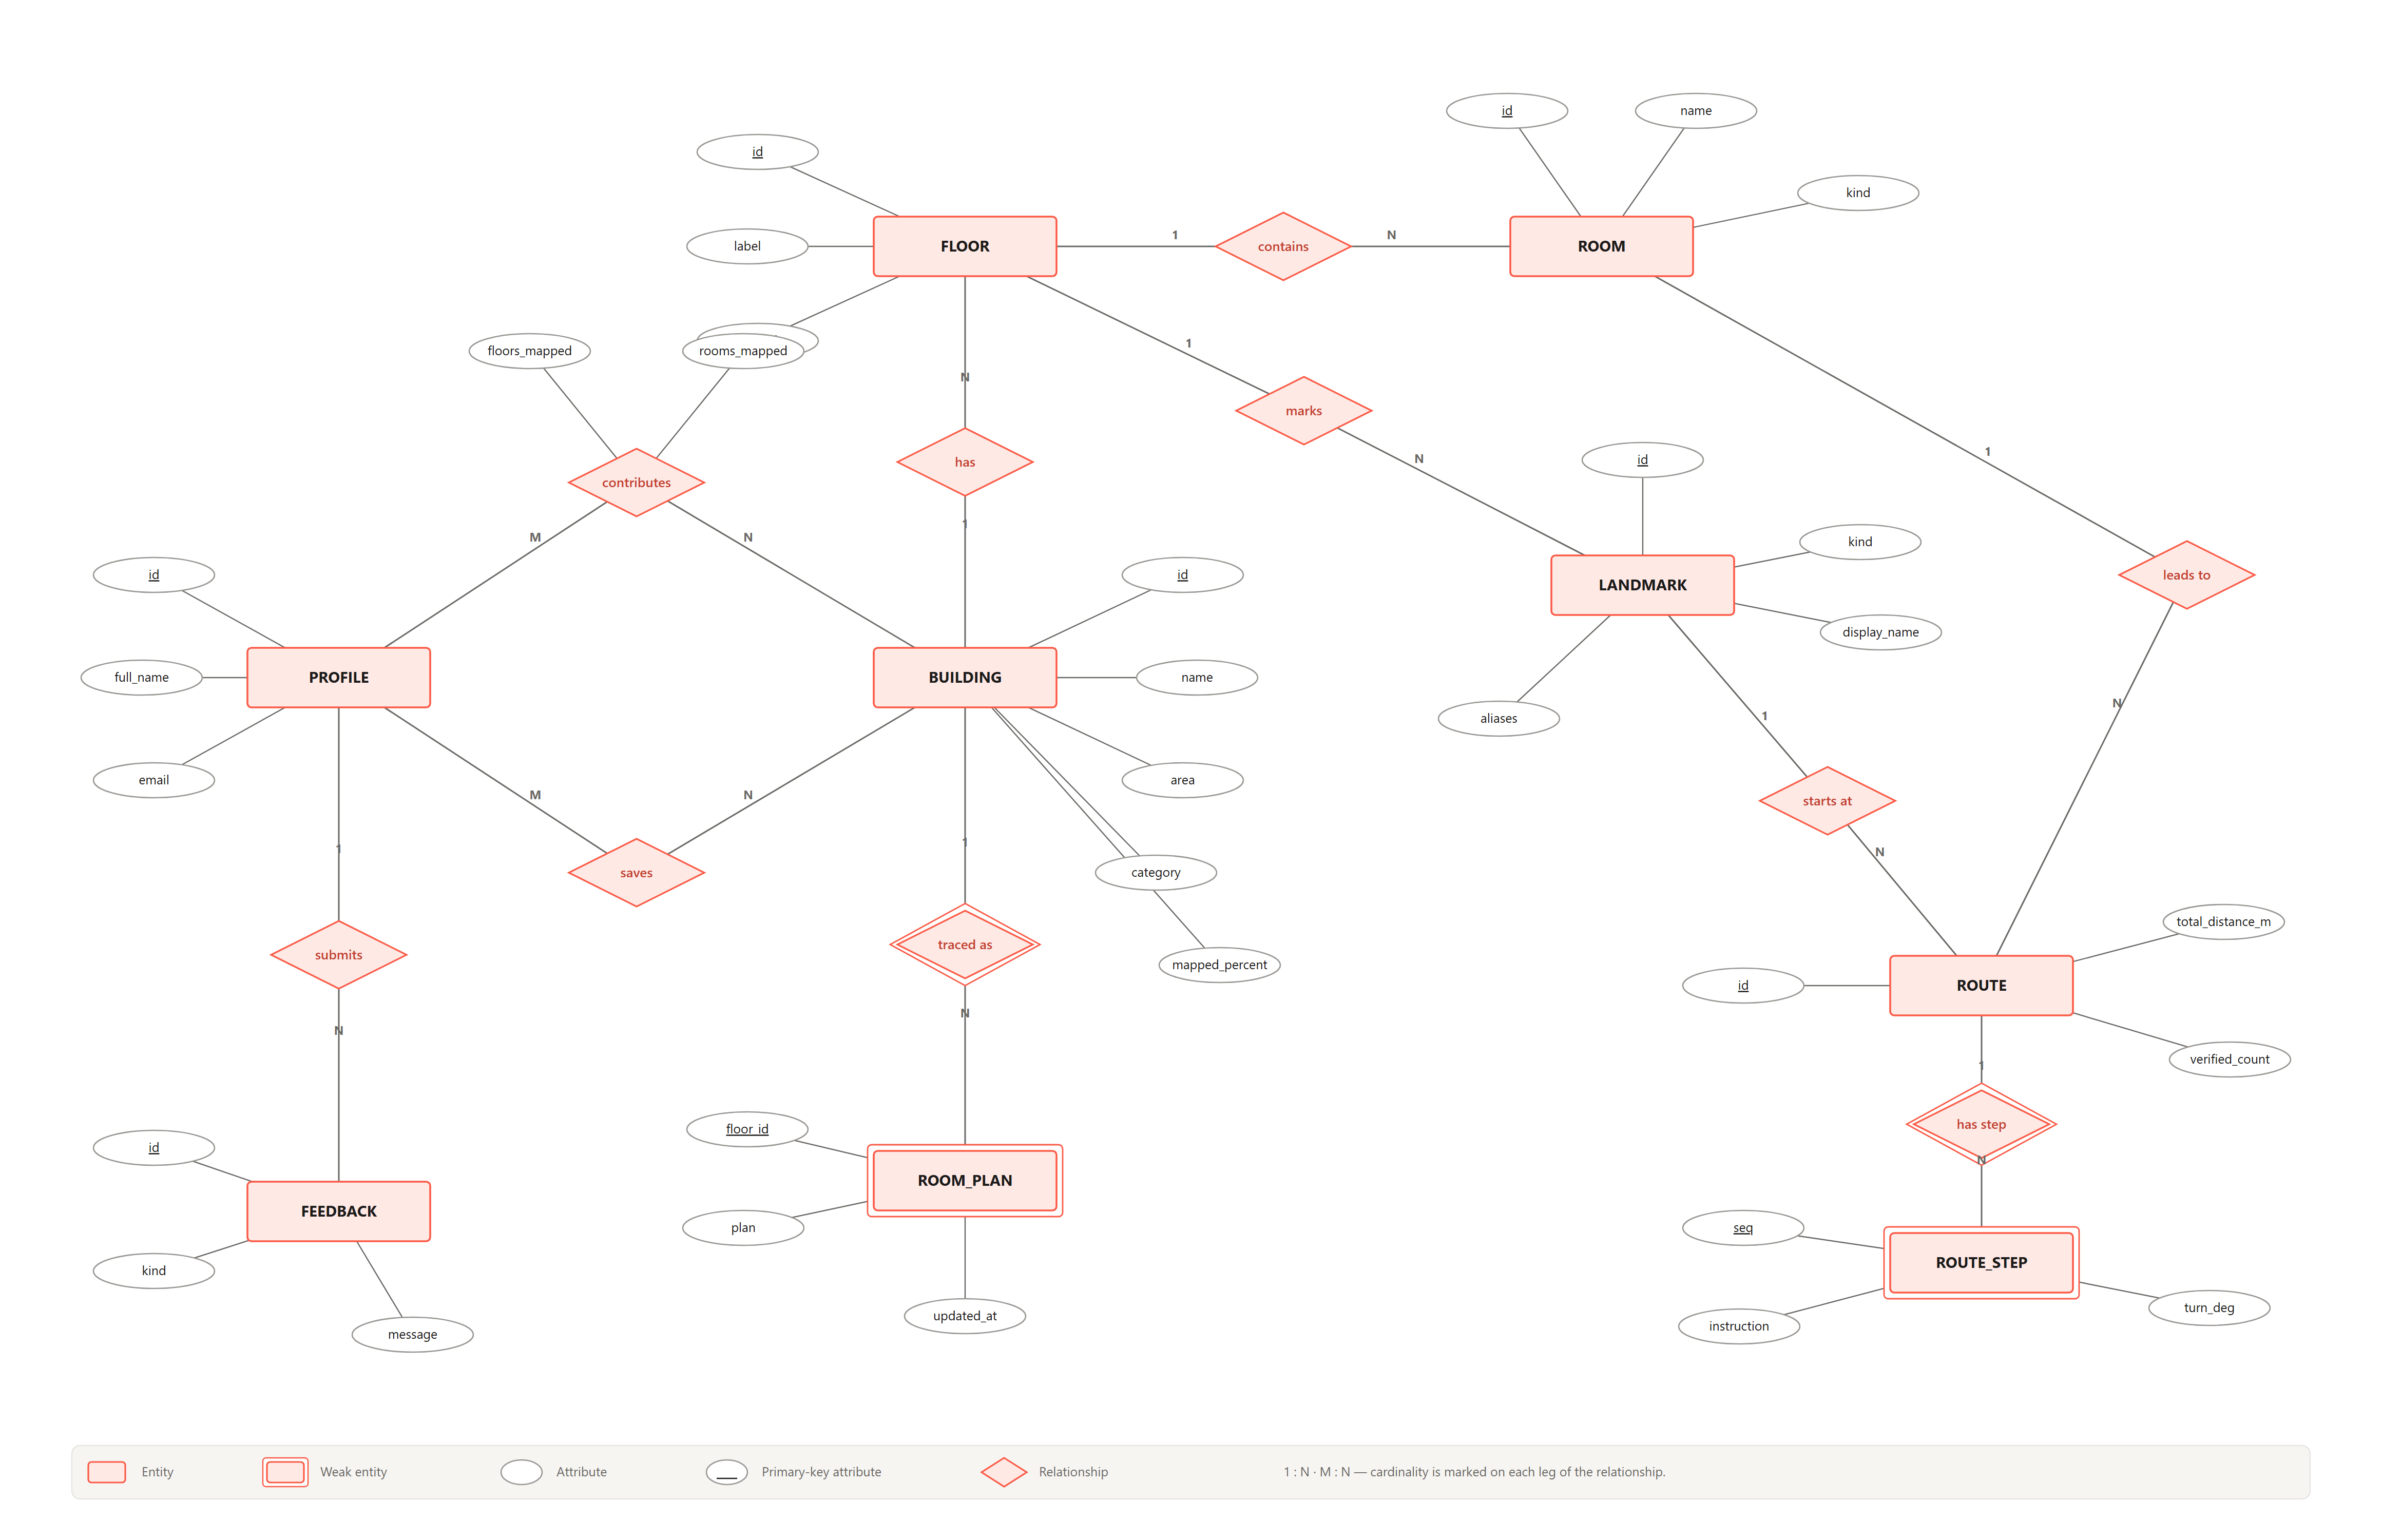 id
name
id
kind
label
FLOOR
1
contains
N
ROOM
floors_mapped
rooms_mapped
1
N
marks
1
has
N
id
contributes
1
M
N
kind
id
id
LANDMARK
leads to
display_name
full_name
PROFILE
BUILDING
name
N
aliases
1
email
M
N
area
starts at
1
1
N
saves
category
total_distance_m
traced as
submits
mapped_percent
id
ROUTE
N
N
verified_count
1
has step
floor_id
id
N
ROOM_PLAN
FEEDBACK
plan
seq
ROUTE_STEP
kind
turn_deg
updated_at
instruction
message
Entity
Weak entity
Attribute
Primary-key attribute
Relationship
1 : N · M : N — cardinality is marked on each leg of the relationship.